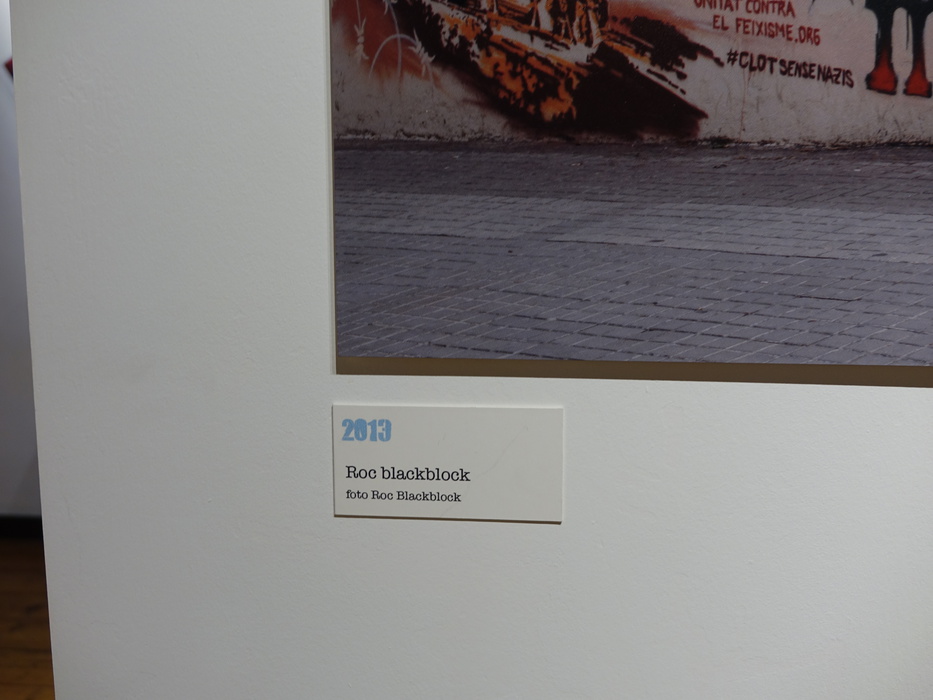 UNITAT CONTRA
EL FEIXISME.ORG
#CLOTSENSENAZIS
2013
Roc blackblock
foto Roc Blackblock